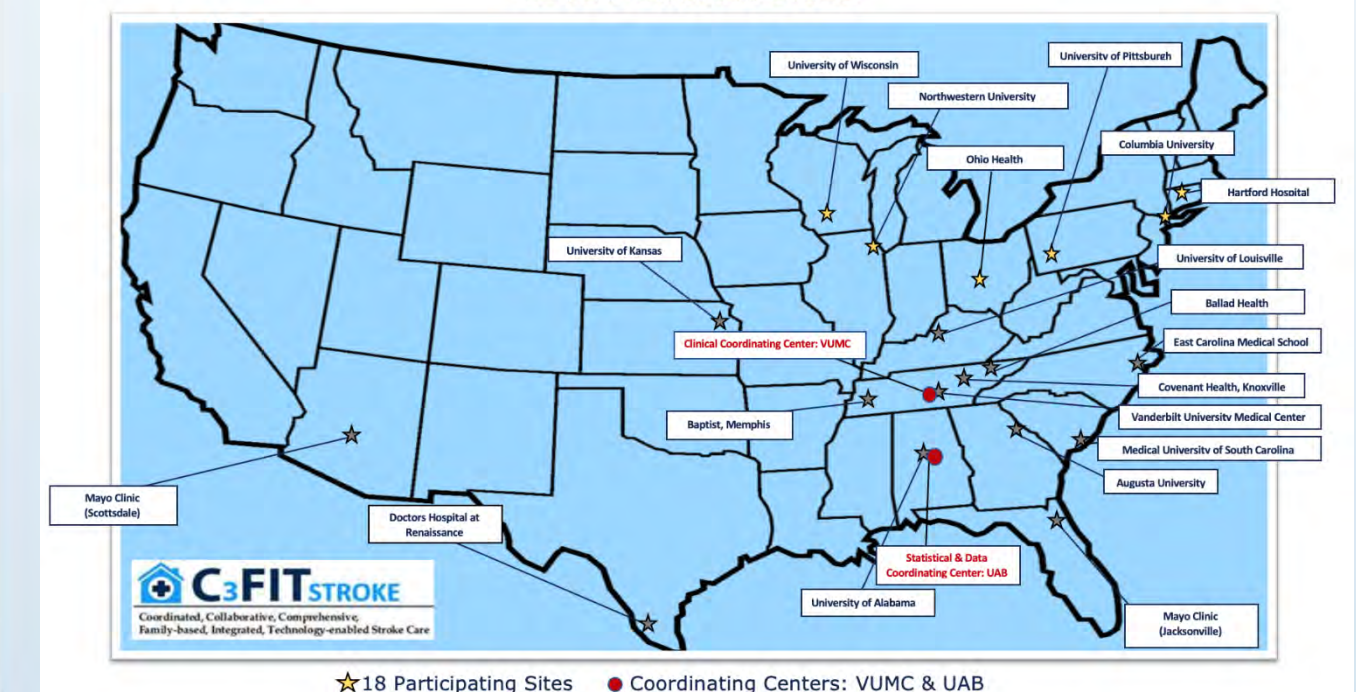 University of Wisconsin
University of Pittsburgh
Northwestern University
Columbia University
Ohio Health
Hartford Hospital
University of Kansas
University of Louisville
Ballad Health
Clinical Coordinating Center: VUMC
East Carolina Medical School
Covenant Health, Knoxville
Baptist, Memphis
Vanderbilt University Medical Center
Medical University of South Carolina
Augusta University
Mayo Clinic
(Scottsdale)
Doctors Hospital at
Renaissance
Statistical & Data
Coordinating Center: UAB
University of Alabama
Mayo Clinic
(Jacksonville)
C3FIT STROKE
Coordinated, Collaborative, Comprehensive,
Family-based, Integrated, Technology-enabled Stroke Care
18 Participating Sites
Coordinating Centers: VUMC & UAB